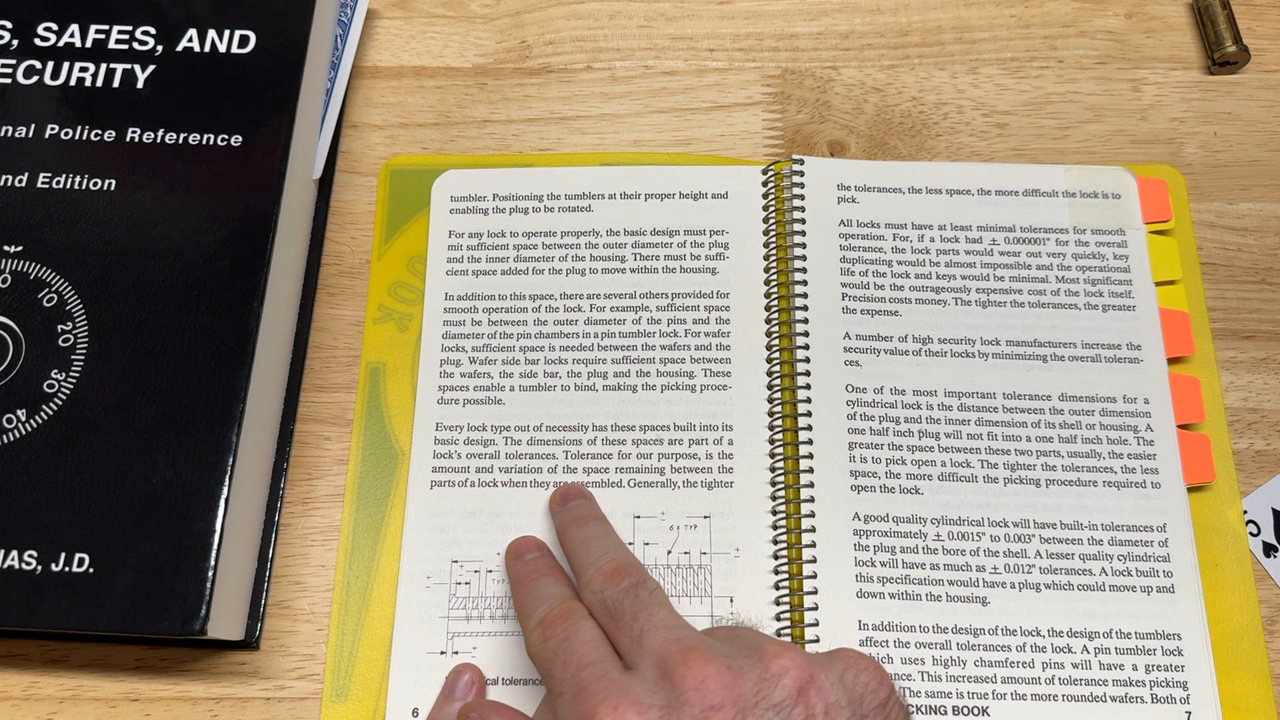 S, SAFES, AND
ECURITY
nal Police Reference
nd Edition
0
10
20
30
40
IAS, J.D.
tumbler. Positioning the tumblers at their proper height and
enabling the plug to be rotated.
For any lock to operate properly, the basic design must per-
mit sufficient space between the outer diameter of the plug
and the inner diameter of the housing. There must be suffi-
cient space added for the plug to move within the housing.
In addition to this space, there are several others provided for
smooth operation of the lock. For example, sufficient space
must be between the outer diameter of the pins and the
diameter of the pin chambers in a pin tumbler lock. For wafer
locks, sufficient space is needed between the wafers and the
plug. Wafer side bar locks require sufficient space between
the wafers, the side bar, the plug and the housing. These
spaces enable a tumbler to bind, making the picking proce-
dure possible.
Every lock type out of necessity has these spaces built into its
basic design. The dimensions of these spaces are part of a
lock's overall tolerances. Tolerance for our purpose, is the
amount and variation of the space remaining between the
parts of a lock when they are assembled. Generally, the tighter
6 X TYP
TYP
cal tolerance
6
the tolerances, the less space, the more difficult the lock is to
pick.
All locks must have at least minimal tolerances for smooth
operation. For, if a lock had ± 0.000001" for the overall
tolerance, the lock parts would wear out very quickly, key
duplicating would be almost impossible and the operational
life of the lock and keys would be minimal. Most significant
would be the outrageously expensive cost of the lock itself.
Precision costs money. The tighter the tolerances, the greater
the expense.
A number of high security lock manufacturers increase the
security value of their locks by minimizing the overall toleran-
ces.
One of the most important tolerance dimensions for a
cylindrical lock is the distance between the outer dimension
of the plug and the inner dimension of its shell or housing. A
one half inch plug will not fit into a one half inch hole. The
greater the space between these two parts, usually, the easier
it is to pick open a lock. The tighter the tolerances, the less
space, the more difficult the picking procedure required to
open the lock.
A good quality cylindrical lock will have built-in tolerances of
approximately ± 0.0015" to 0.003" between the diameter of
the plug and the bore of the shell. A lesser quality cylindrical
lock will have as much as ± 0.012" tolerances. A lock built to
this specification would have a plug which could move up and
down within the housing.
In addition to the design of the lock, the design of the tumblers
affect the overall tolerances of the lock. A pin tumbler lock
which uses highly chamfered pins will have a greater
ance. This increased amount of tolerance makes picking
The same is true for the more rounded wafers. Both of
CKING BOOK
7